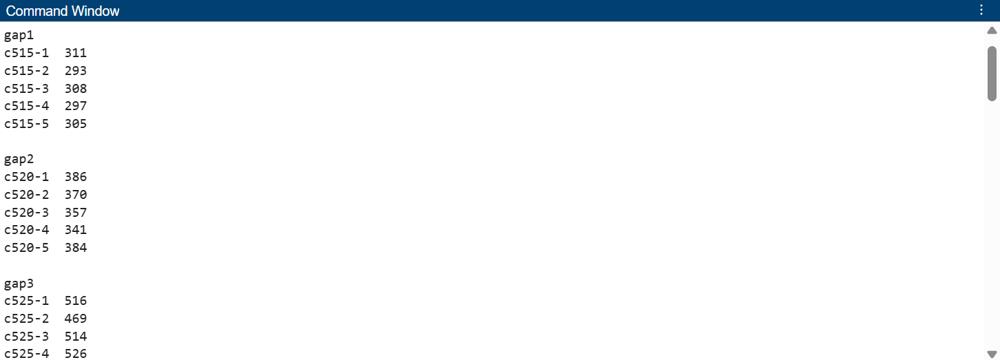 Command Window
gap1
c515-1  311
c515-2  293
c515-3  308
c515-4  297
c515-5  305
gap2
c520-1  386
c520-2  370
c520-3  357
c520-4  341
c520-5  384
gap3
c525-1  516
c525-2  469
c525-3  514
c525-4  526